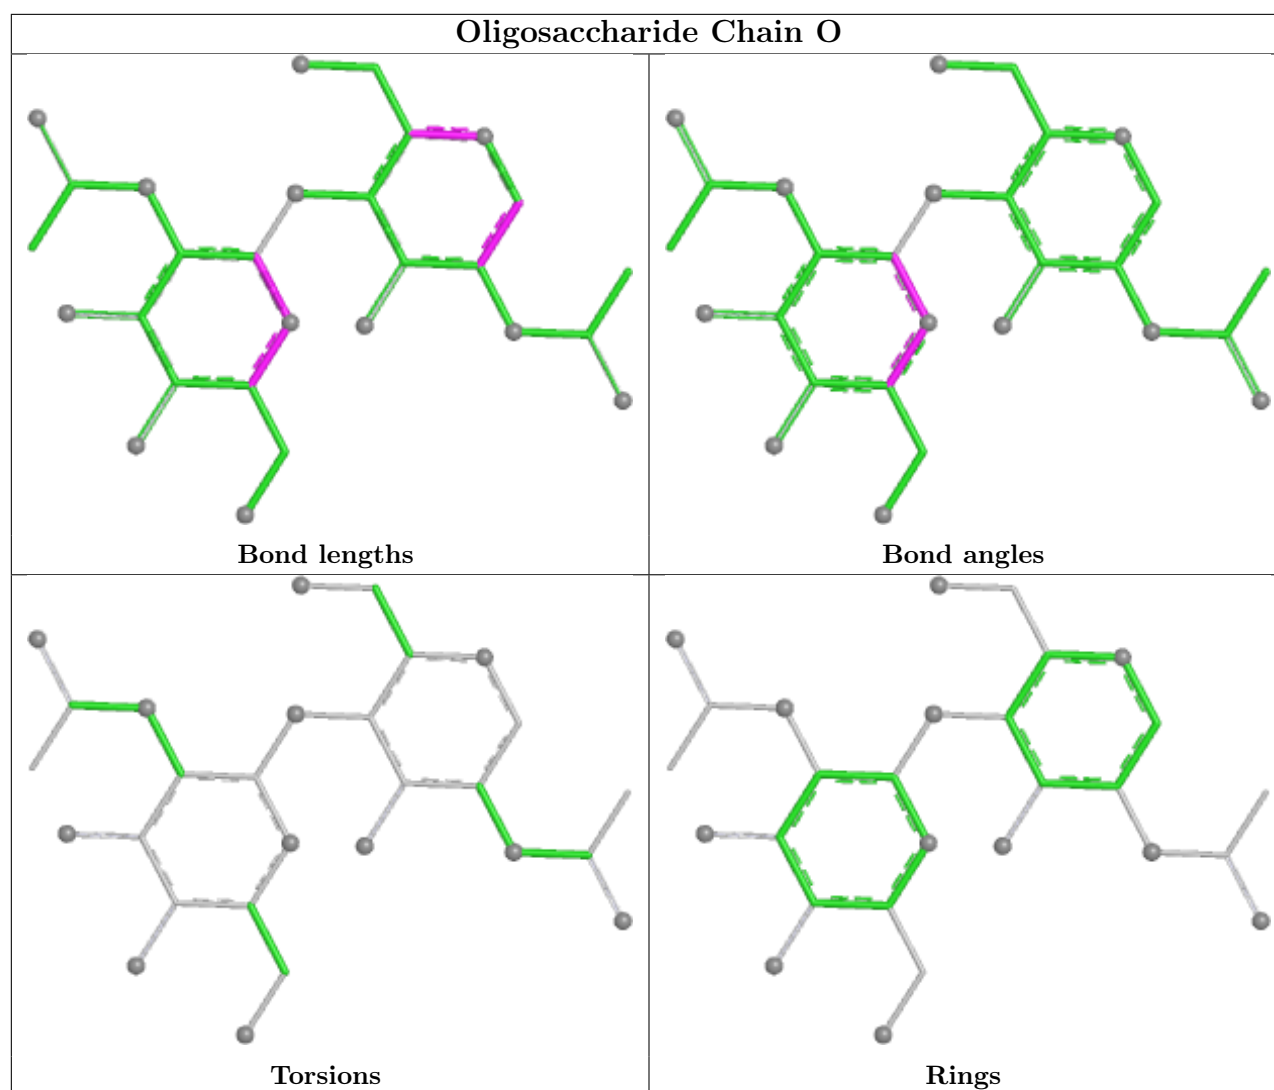 Oligosaccharide Chain O
Bond lengths
Bond angles
Torsions
Rings